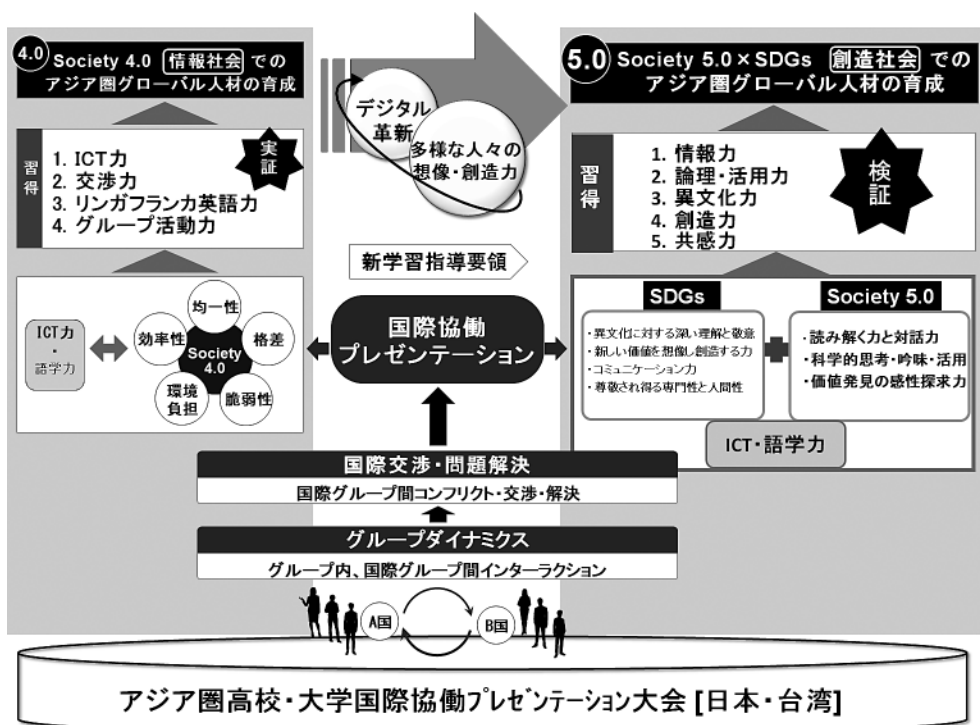 4.0
Society 4.0 情報社会 での
アジア圏グローバル人材の育成
習得
1. ICT力
2. 交渉力
3. リンガフランカ英語力
4. グループ活動力
実証
ICT力
・
語学力
均一性
効率性
格差
Society
4.0
環境
負担
脆弱性
デジタル
革新
多様な人々の
想像・創造力
新学習指導要領
国際協働
プレゼンテーション
国際交渉・問題解決
国際グループ間コンフリクト・交渉・解決
グループダイナミクス
グループ内、国際グループ間インターラクション
A国
B国
5.0
Society 5.0×SDGs 創造社会 での
アジア圏グローバル人材の育成
習得
1. 情報力
2. 論理・活用力
3. 異文化力
4. 創造力
5. 共感力
検証
SDGs
・異文化に対する深い理解と敬意
・新しい価値を想像し創造する力
・コミュニケーション力
・尊敬され得る専門性と人間性
Society 5.0
・読み解く力と対話力
・科学的思考・吟味・活用
・価値発見の感性探求力
ICT・語学力
アジア圏高校・大学国際協働プレゼンテーション大会 [日本・台湾]